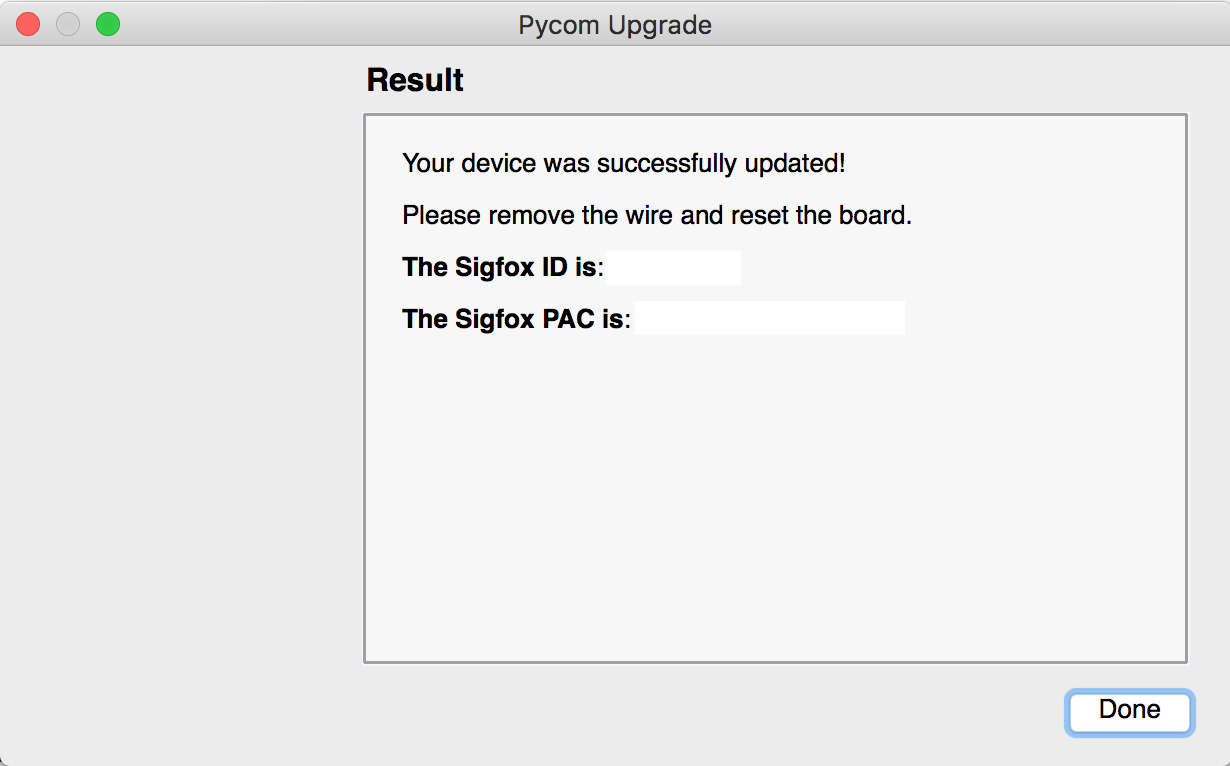 Pycom Upgrade
Result
Your device was successfully updated!
Please remove the wire and reset the board.
The Sigfox ID is:
The Sigfox PAC is:
Done